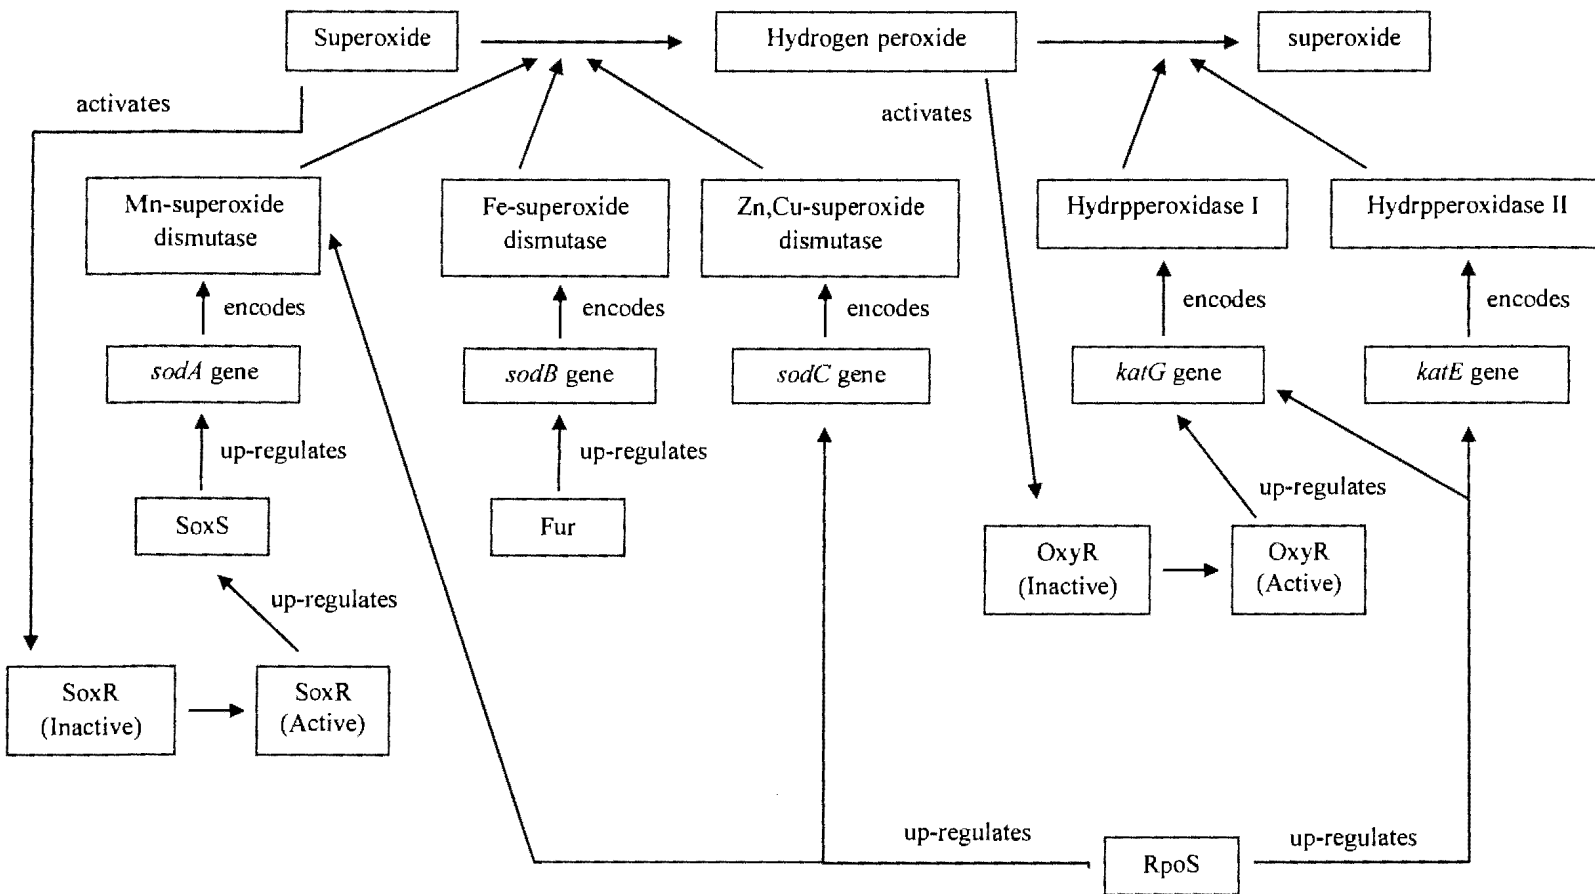 Superoxide
Hydrogen peroxide
superoxide
activates
activates
Mn-superoxide
dismutase
Fe-superoxide
dismutase
Zn,Cu-superoxide
dismutase
Hydrpperoxidase I
Hydrpperoxidase II
encodes
encodes
encodes
encodes
encodes
sodA gene
sodB gene
sodC gene
katG gene
katE gene
up-regulates
up-regulates
up-regulates
SoxS
Fur
OxyR
(Inactive)
OxyR
(Active)
up-regulates
SoxR
(Inactive)
SoxR
(Active)
up-regulates
up-regulates
RpoS